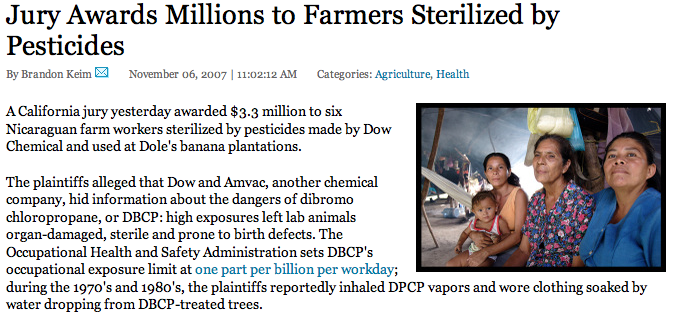 Jury Awards Millions to Farmers Sterilized by
Pesticides
By Brandon Keim November 06, 2007 | 11:02:12 AM Categories: Agriculture, Health
A California jury yesterday awarded $3.3 million to six
Nicaraguan farm workers sterilized by pesticides made by Dow
Chemical and used at Dole's banana plantations.
The plaintiffs alleged that Dow and Amvac, another chemical
company, hid information about the dangers of dibromo
chloropropane, or DBCP: high exposures left lab animals
organ-damaged, sterile and prone to birth defects. The
Occupational Health and Safety Administration sets DBCP's
occupational exposure limit at one part per billion per workday;
during the 1970's and 1980's, the plaintiffs reportedly inhaled DPCP vapors and wore clothing soaked by
water dropping from DBCP-treated trees.